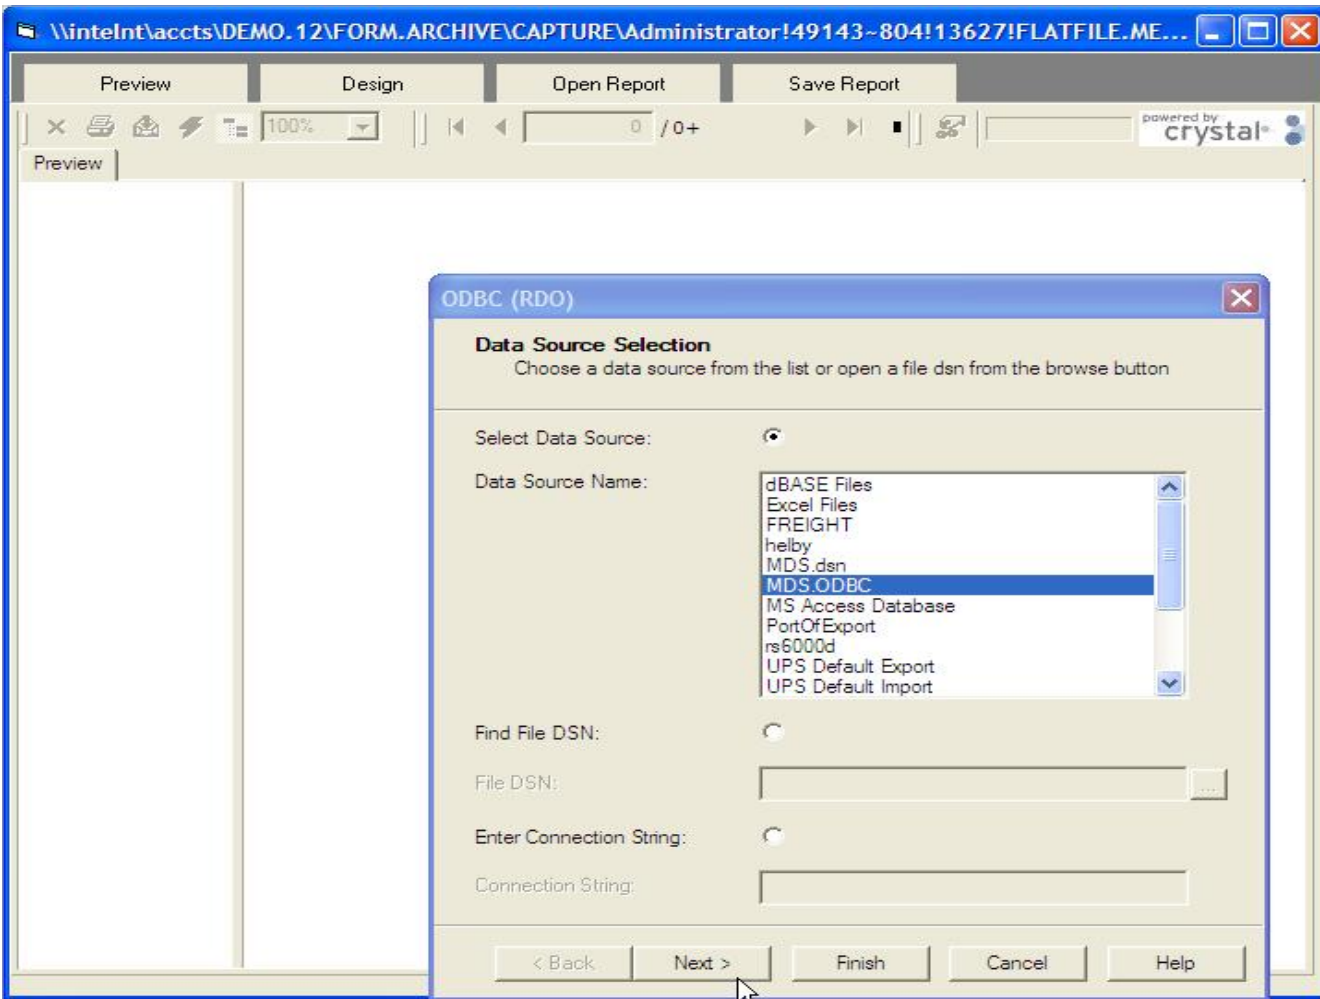 \\intelnt\accts\DEMO.12\FORM.ARCHIVE\CAPTURE\Administrator!49143~804!13627!FLATFILE.ME...
Preview Design Open Report Save Report
100% 0 / 0+ powered by crystal
Preview
ODBC (RDO)
Data Source Selection
Choose a data source from the list or open a file dsn from the browse button
Select Data Source:
Data Source Name:
dBASE Files
Excel Files
FREIGHT
helby
MDS.dsn
MDS.ODBC
MS Access Database
PortOfExport
rs6000d
UPS Default Export
UPS Default Import
Find File DSN:
File DSN: ...
Enter Connection String:
Connection String:
< Back Next > Finish Cancel Help